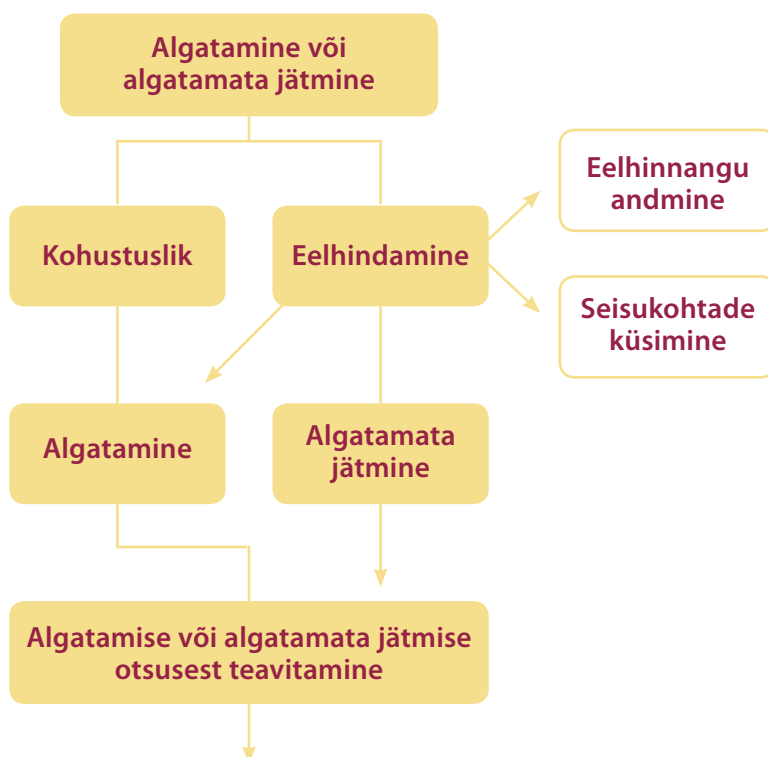 Algatamine või
algatamata jätmine
Eelhinnangu
andmine
Kohustuslik
Eelhindamine
Seisukohtade
küsimine
Algatamine
Algatamata
jätmine
Algatamise või algatamata jätmise
otsusest teavitamine